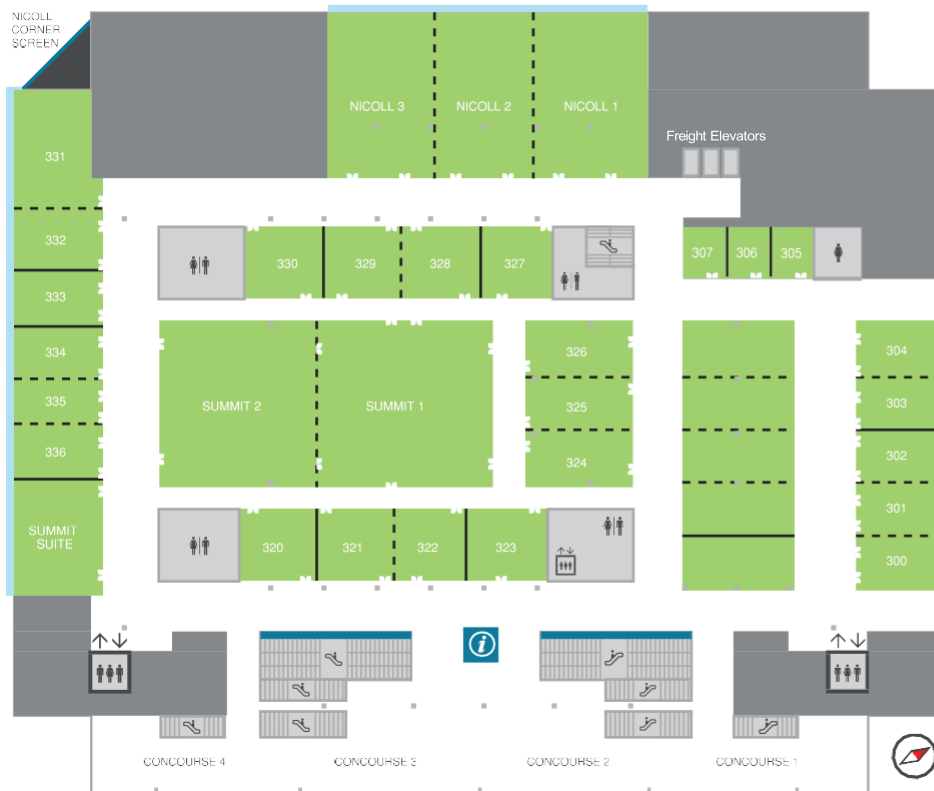 NICOLL
CORNER
SCREEN
NICOLL 3
NICOLL 2
NICOLL 1
Freight Elevators
331
332
333
334
335
336
SUMMIT
SUITE
330
329
328
327
307
306
305
SUMMIT 2
SUMMIT 1
326
325
324
304
303
302
301
300
320
321
322
323
i
CONCOURSE 4
CONCOURSE 3
CONCOURSE 2
CONCOURSE 1